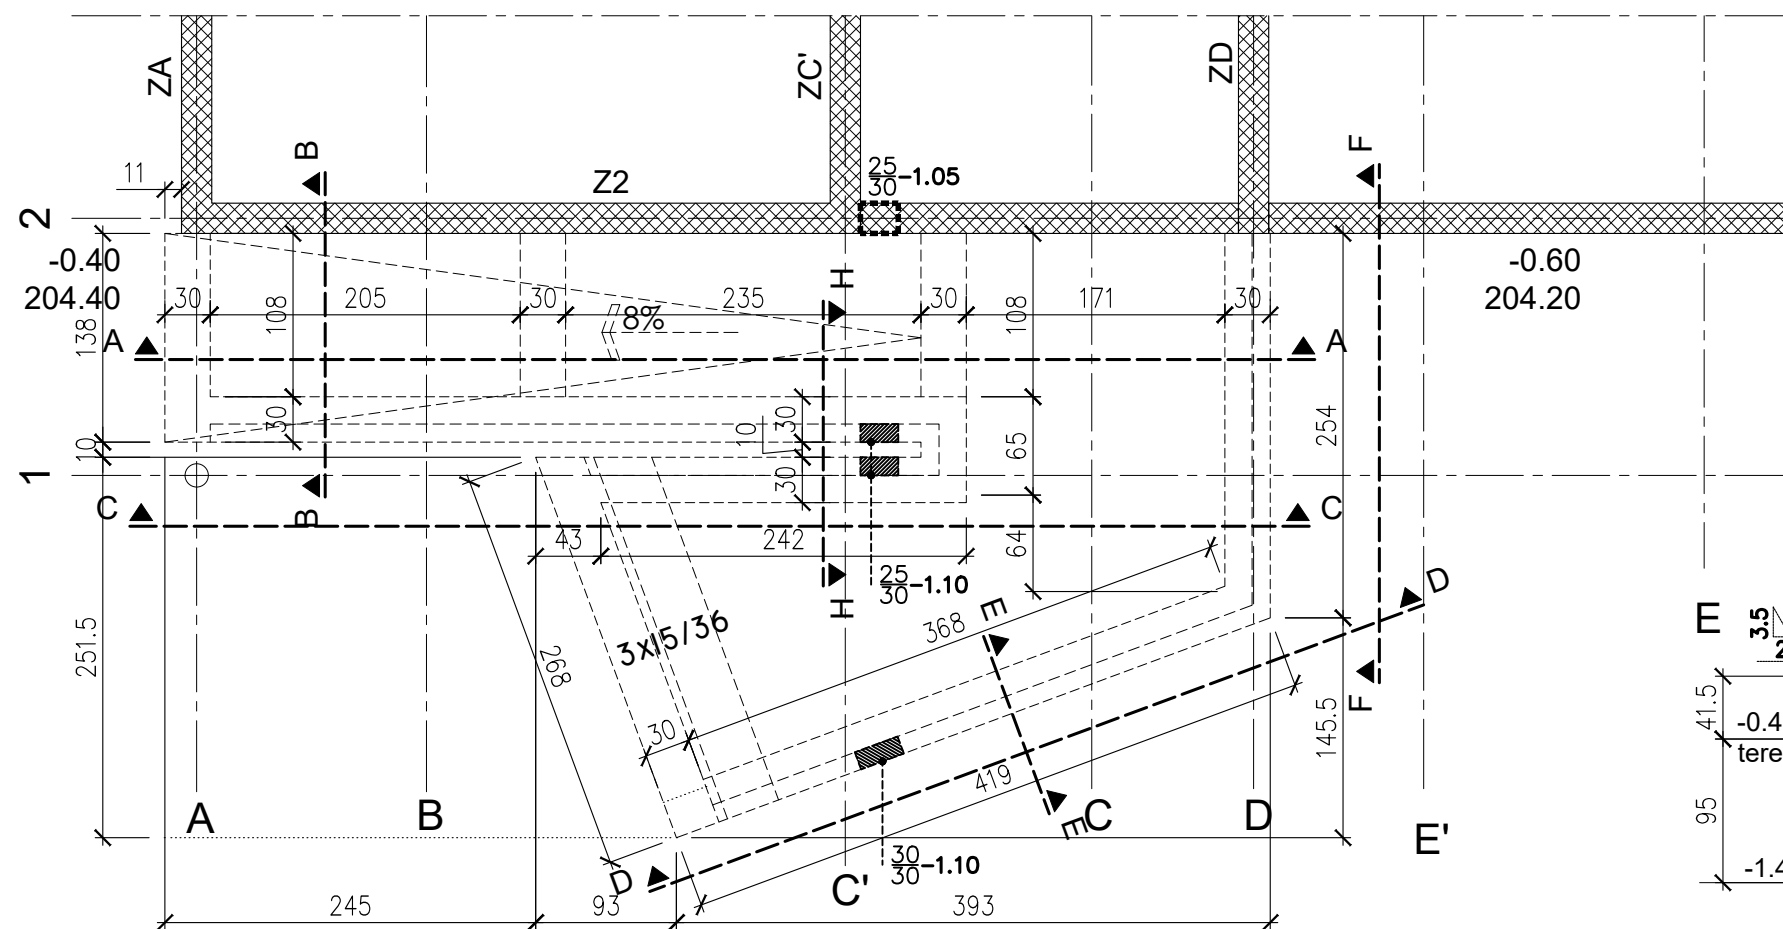 ZA
ZC'
ZD
11
B
Z2
25
30
-1.05
F
2
-0.40
204.40
30
108
205
30
235
H
30
108
171
30
-0.60
204.20
8%
138
A
A
30
30
10
254
10
65
1
30
C
B
C
43
242
64
25
30
-1.10
H
D
E
368
3x15/36
E
3.5
2
251.5
268
F
41.5
-0.4
tere
30
145.5
419
95
A
B
E
C
D
E'
30
30
-1.10
-1.4
D
C'
245
93
393